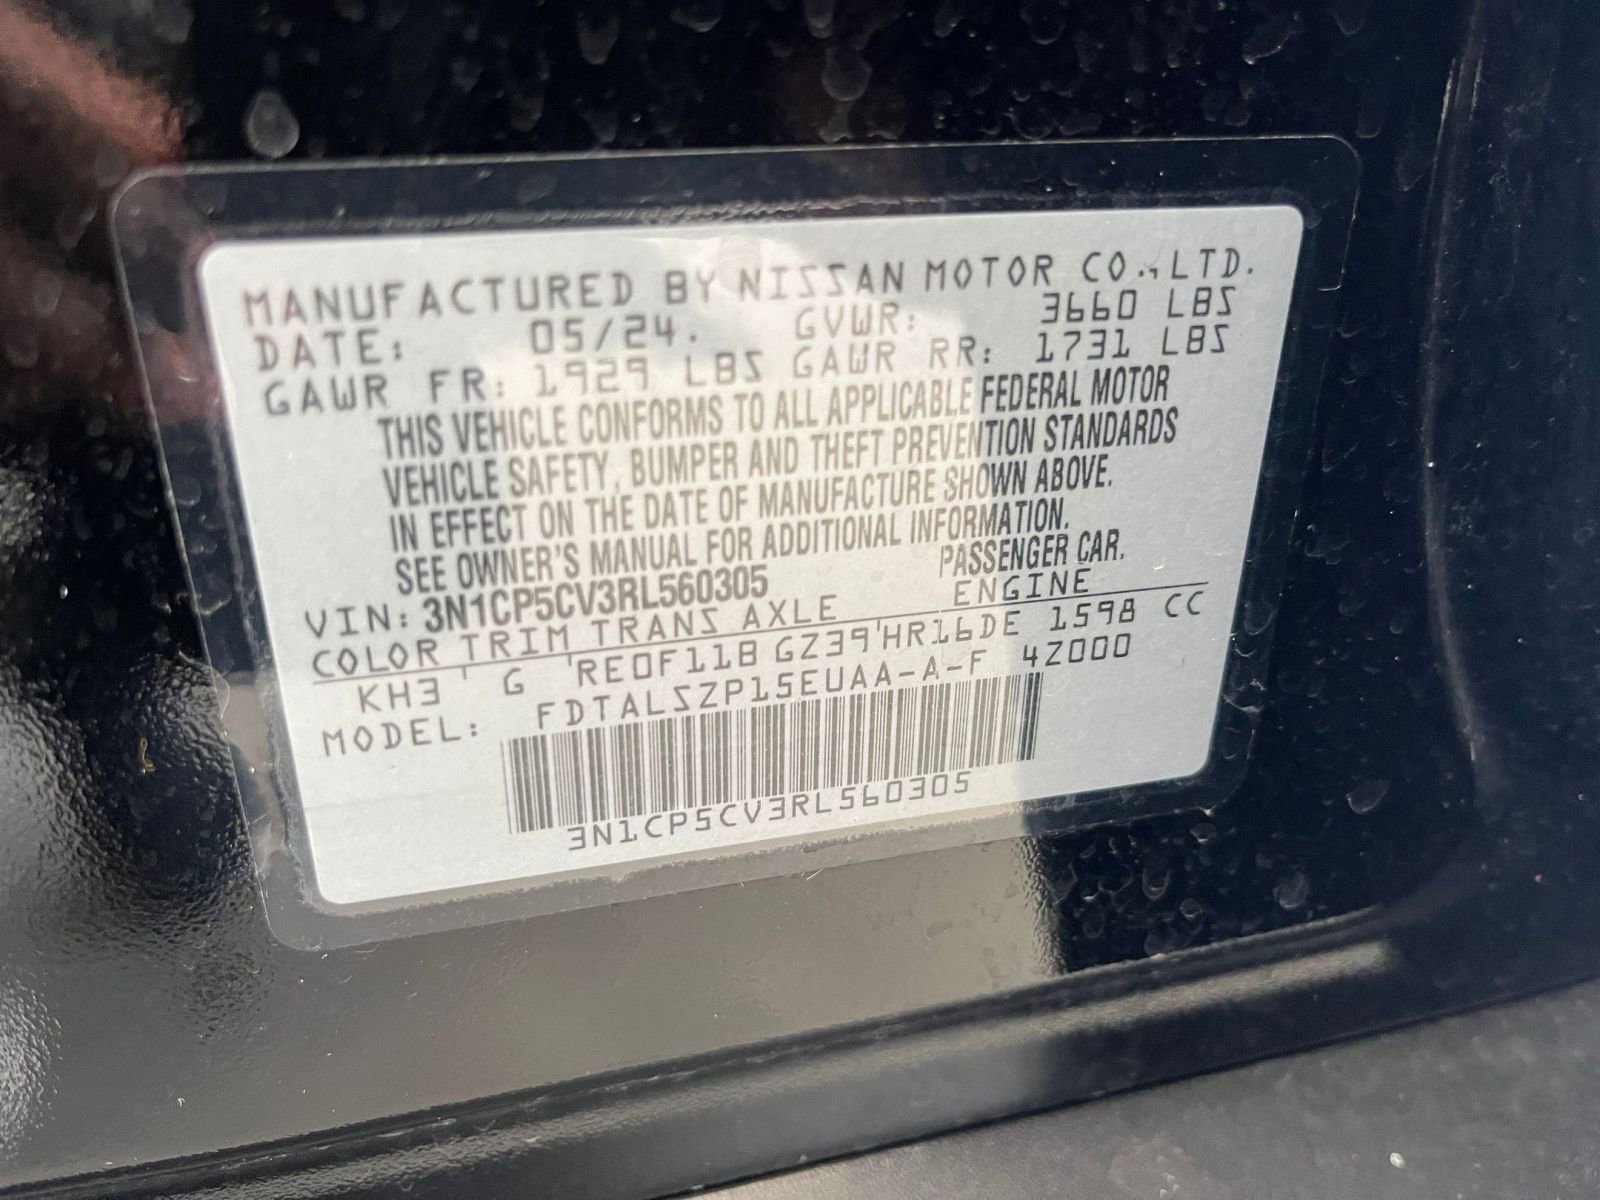 MANUFACTURED BY NISSAN MOTOR CO.,LTD.
DATE: 05/24. GVWR: 3660 LBS
GAWR FR: 1929 LBS GAWR RR: 1731 LBS
THIS VEHICLE CONFORMS TO ALL APPLICABLE FEDERAL MOTOR
VEHICLE SAFETY, BUMPER AND THEFT PREVENTION STANDARDS
IN EFFECT ON THE DATE OF MANUFACTURE SHOWN ABOVE.
SEE OWNER'S MANUAL FOR ADDITIONAL INFORMATION.
VIN: 3N1CP5CV3RL560305 PASSENGER CAR.
COLOR TRIM TRANS AXLE ENGINE
KH3 G RE0F11B GZ39 HR16DE 1598 CC
MODEL: FDTALSZP15EUAA-A-F 4Z000
3N1CP5CV3RL560305